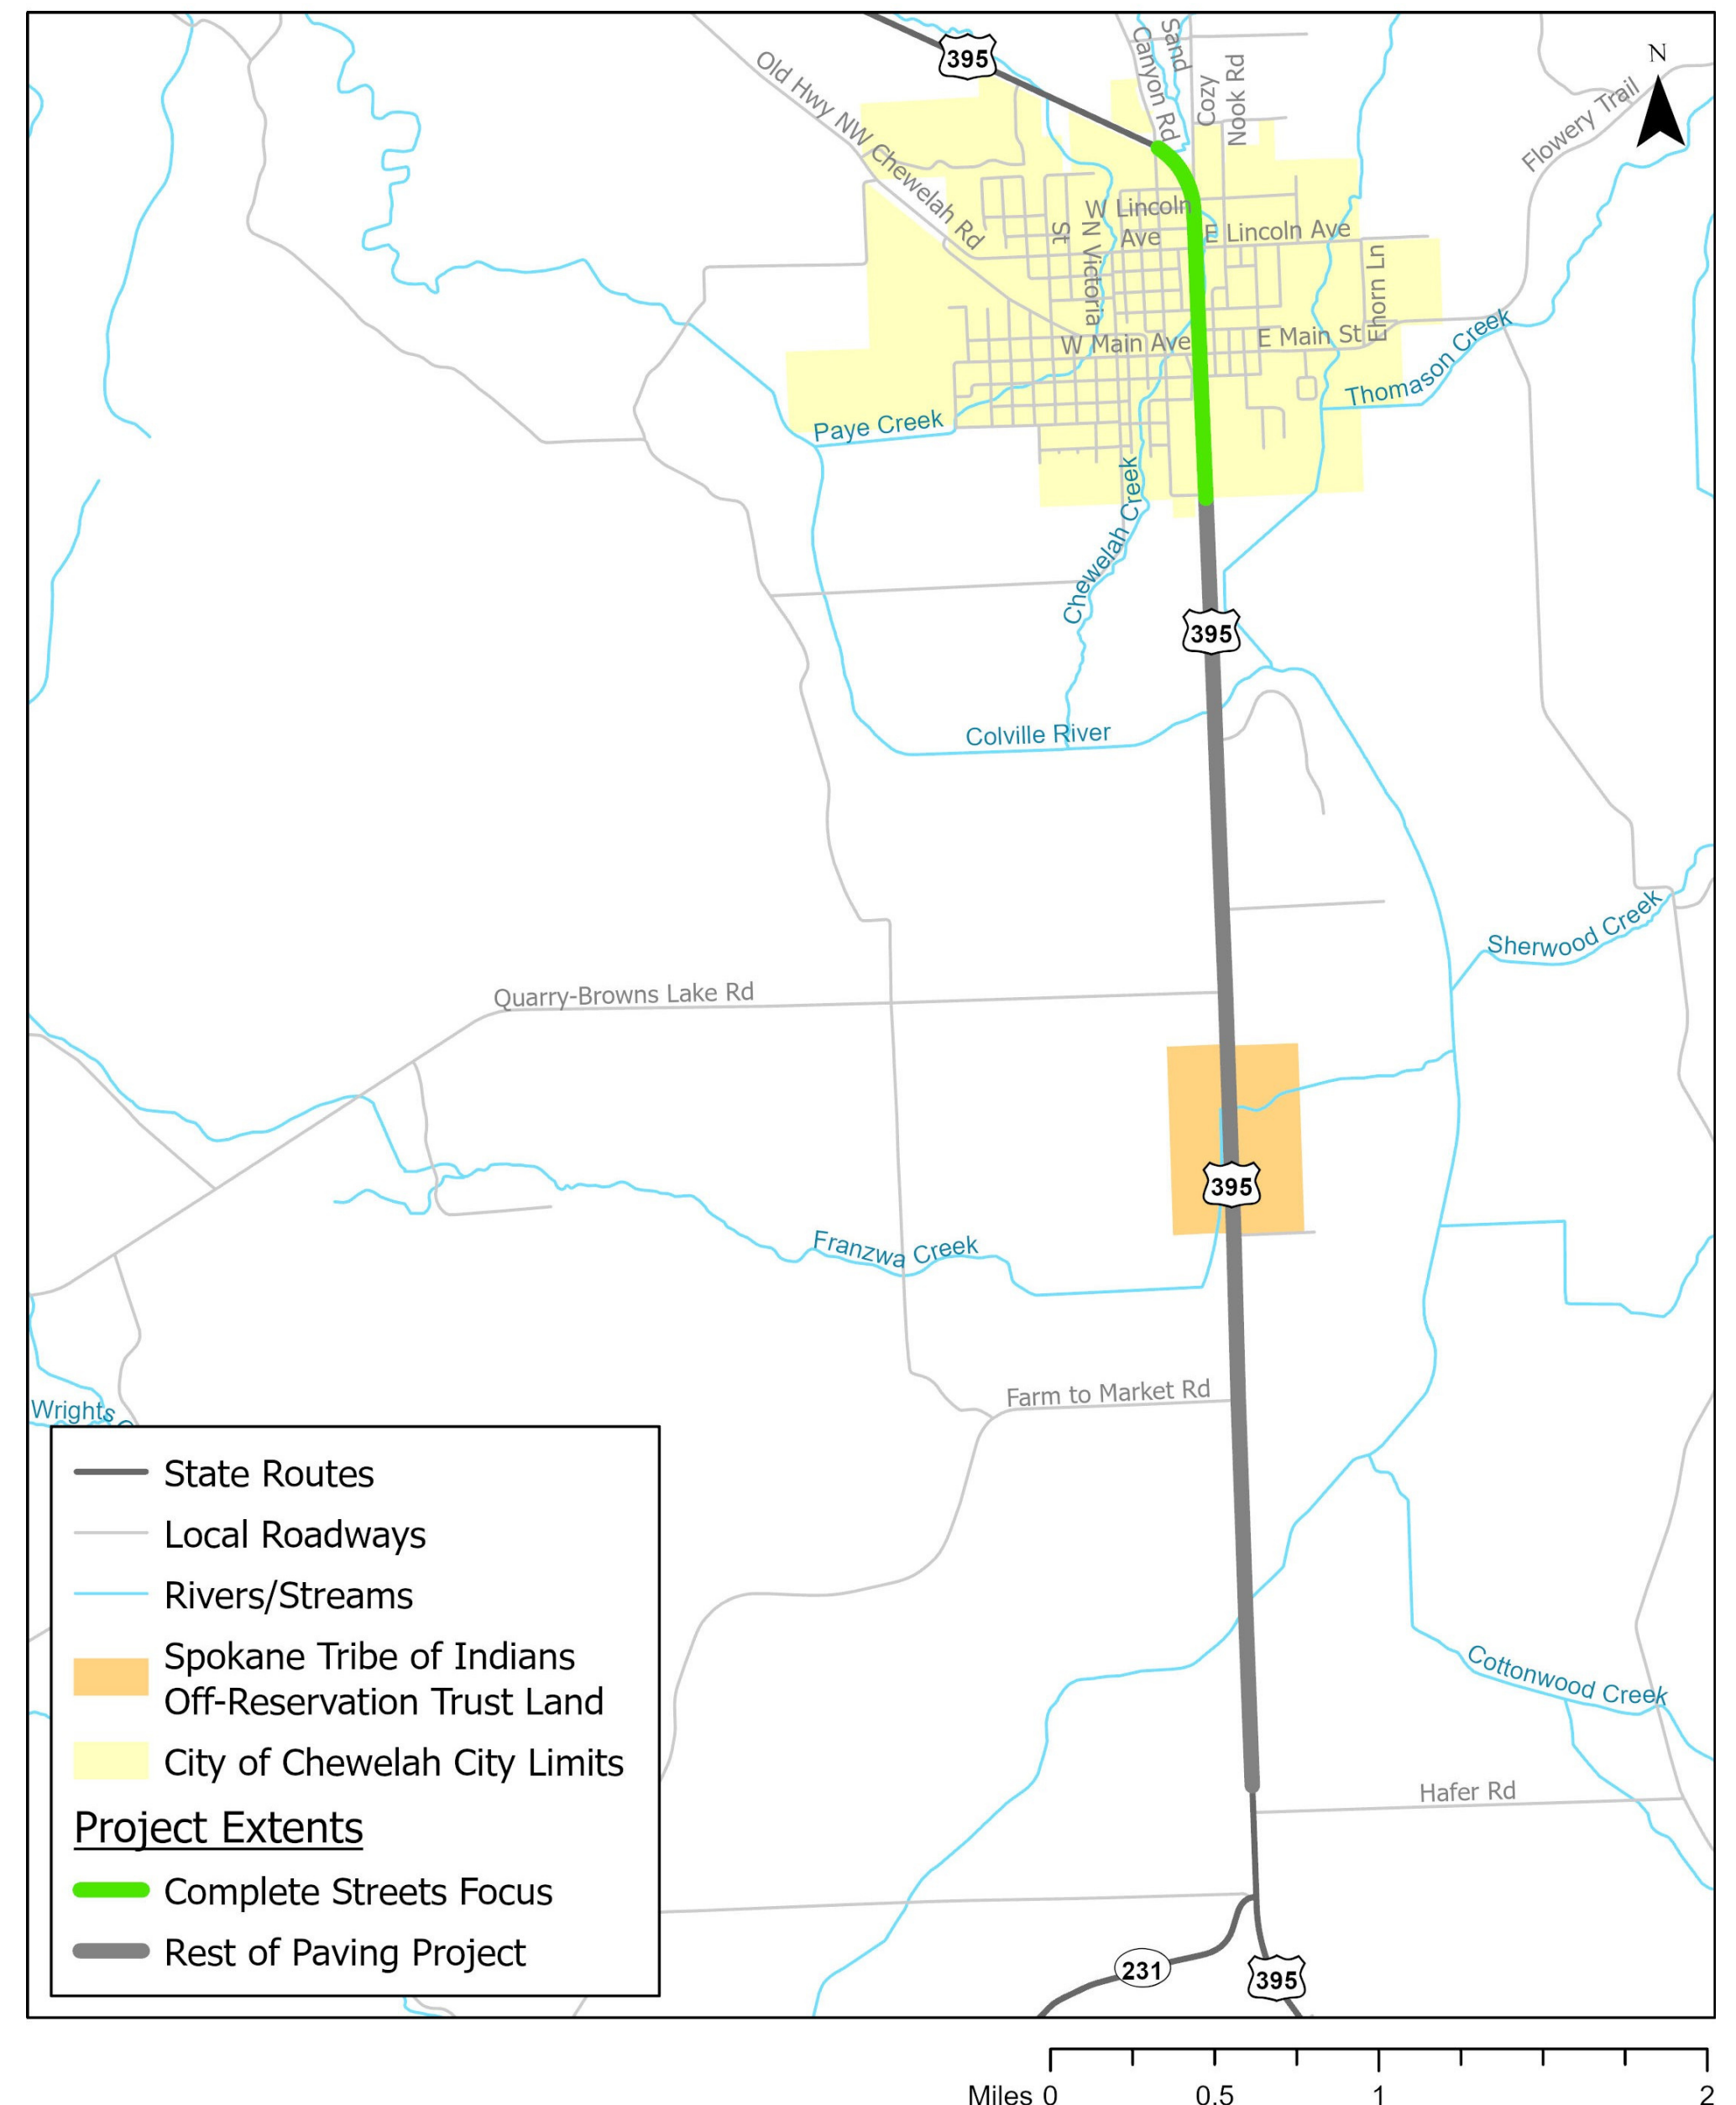 395
Sand
Canyon Rd
Cozy
Nook Rd
N
Old Hwy NW Chewelah Rd
Flowery Trail
W Lincoln
Ave
E Lincoln Ave
N Victoria
St
Ehorn Ln
W Main Ave
E Main St
Thomason Creek
Paye Creek
Chewelah Creek
395
Colville River
Sherwood Creek
Quarry-Browns Lake Rd
395
Franzwa Creek
Farm to Market Rd
Wrights
State Routes
Local Roadways
Rivers/Streams
Spokane Tribe of Indians
Off-Reservation Trust Land
City of Chewelah City Limits
Project Extents
Complete Streets Focus
Rest of Paving Project
Cottonwood Creek
Hafer Rd
231
395
Miles 0 0.5 1 2